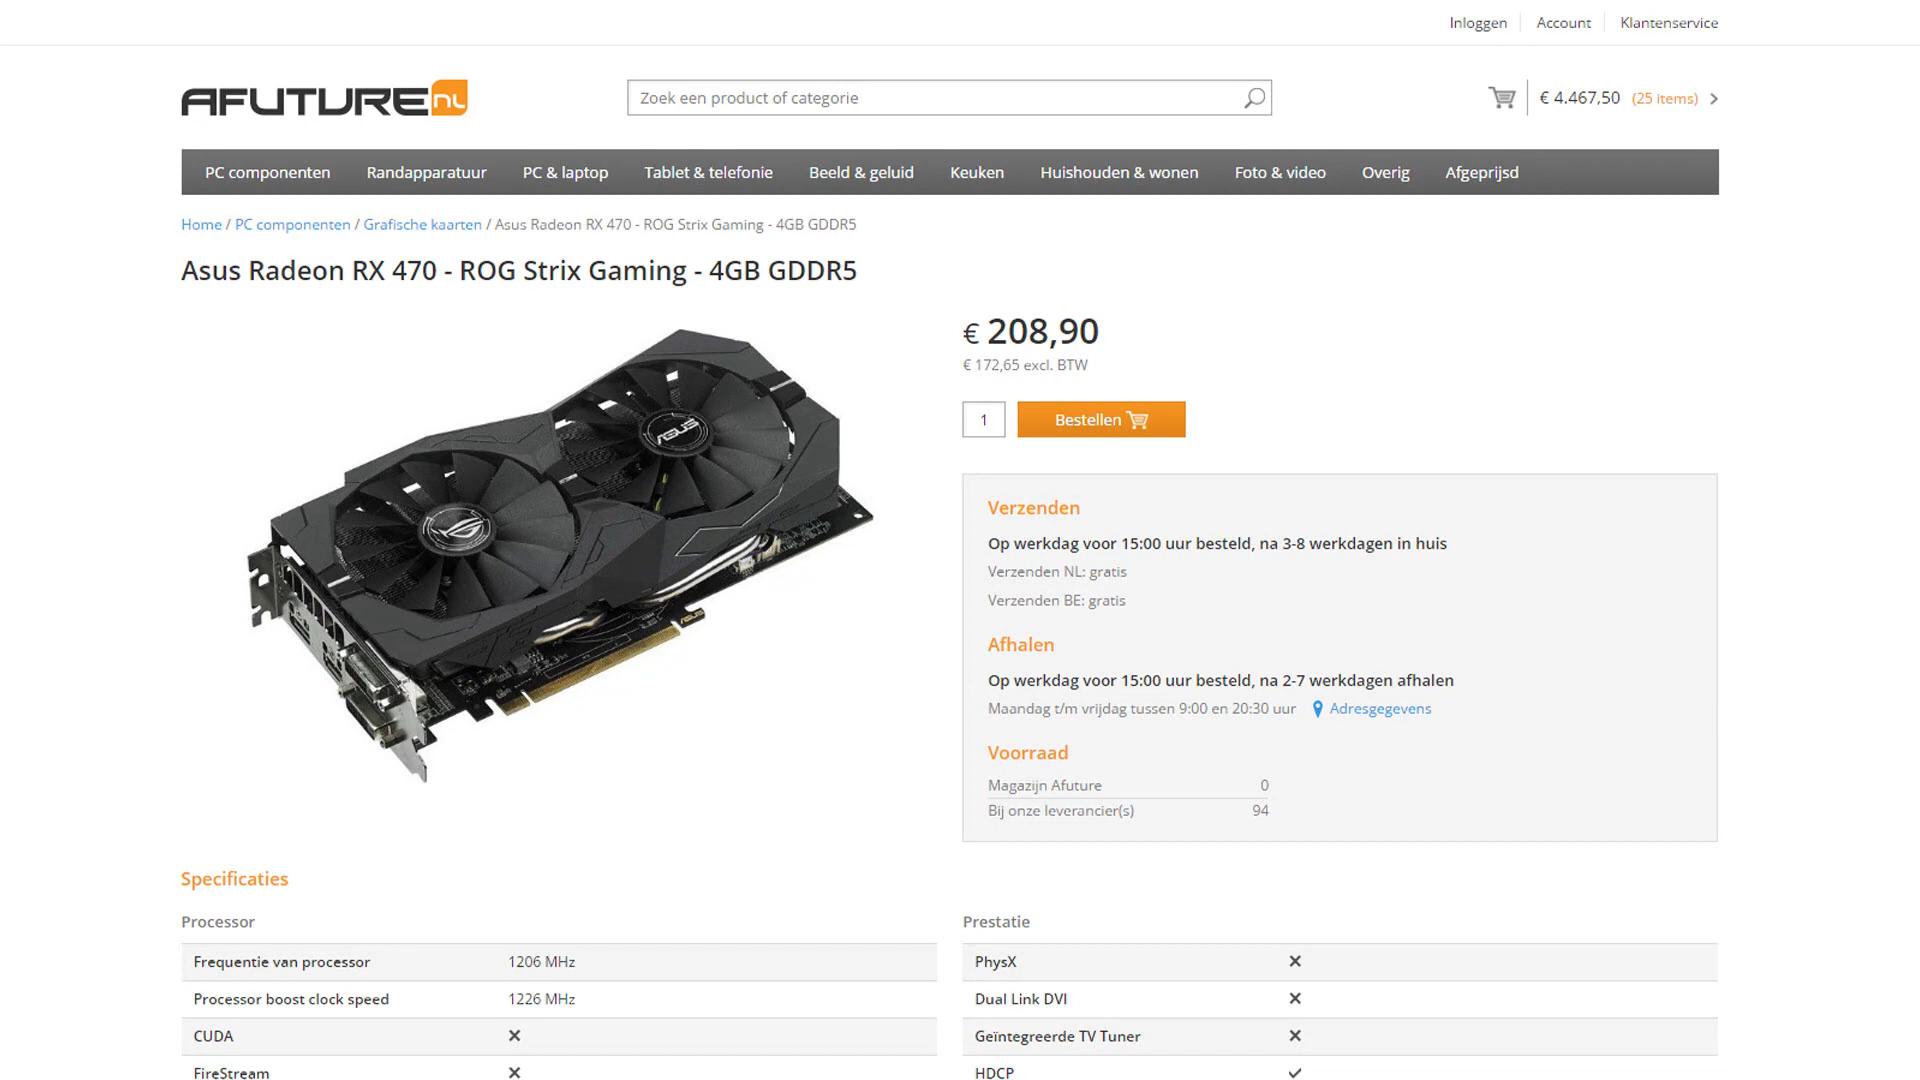 Inloggen Account Klantenservice
AFUTURE nl
Zoek een product of categorie
€ 4.467,50 (25 items)
PC componenten Randapparatuur PC & laptop Tablet & telefonie Beeld & geluid Keuken Huishouden & wonen Foto & video Overig Afgeprijsd
Home / PC componenten / Grafische kaarten / Asus Radeon RX 470 - ROG Strix Gaming - 4GB GDDR5
Asus Radeon RX 470 - ROG Strix Gaming - 4GB GDDR5
ASUS
ASUS
€ 208,90
€ 172,65 excl. BTW
1 Bestellen
Verzenden
Op werkdag voor 15:00 uur besteld, na 3-8 werkdagen in huis
Verzenden NL: gratis
Verzenden BE: gratis
Afhalen
Op werkdag voor 15:00 uur besteld, na 2-7 werkdagen afhalen
Maandag t/m vrijdag tussen 9:00 en 20:30 uur Adresgegevens
Voorraad
Magazijn Afuture 0
Bij onze leverancier(s) 94
Specificaties
Processor
Frequentie van processor 1206 MHz
Processor boost clock speed 1226 MHz
CUDA
FireStream
Prestatie
PhysX
Dual Link DVI
Geïntegreerde TV Tuner
HDCP